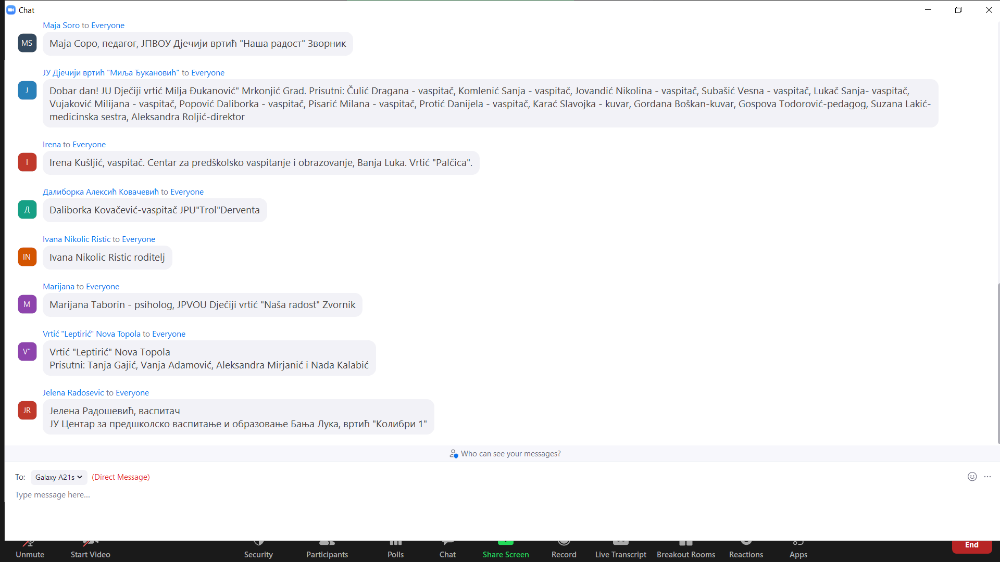 Chat
Maja Soro to Everyone
MS
Маја Соро, педагог, ЈПВОУ Дјечији вртић "Наша радост" Зворник
ЈУ Дјечији вртић "Миља Ђукановић" to Everyone
J
Dobar dan! JU Dječiji vrtić Milja Đukanović" Mrkonjić Grad. Prisutni: Čulić Dragana - vaspitač, Komlenić Sanja - vaspitač, Jovandić Nikolina - vaspitač, Subašić Vesna - vaspitač, Lukač Sanja- vaspitač,
Vujaković Milijana - vaspitač, Popović Daliborka - vaspitač, Pisarić Milana - vaspitač, Protić Danijela - vaspitač, Karać Slavojka - kuvar, Gordana Boškan-kuvar, Gospova Todorović-pedagog, Suzana Lakić-
medicinska sestra, Aleksandra Roljić-direktor
Irena to Everyone
I
Irena Kušljić, vaspitač. Centar za predškolsko vaspitanje i obrazovanje, Banja Luka. Vrtić "Palčica".
Далиборка Алексић Ковачевић to Everyone
Д
Daliborka Kovačević-vaspitač JPU"Trol"Derventa
Ivana Nikolic Ristic to Everyone
IN
Ivana Nikolic Ristic roditelj
Marijana to Everyone
M
Marijana Taborin - psiholog, JPVOU Dječiji vrtić "Naša radost" Zvornik
Vrtić "Leptirić" Nova Topola to Everyone
V"
Vrtić "Leptirić" Nova Topola
Prisutni: Tanja Gajić, Vanja Adamović, Aleksandra Mirjanić i Nada Kalabić
Jelena Radosevic to Everyone
JR
Јелена Радошевић, васпитач
ЈУ Центар за предшколско васпитање и образовање Бања Лука, вртић "Колибри 1"
Who can see your messages?
To: Galaxy A21s (Direct Message)
Type message here...
Unmute Start Video Security Participants Polls Chat Share Screen Record Live Transcript Breakout Rooms Reactions Apps End